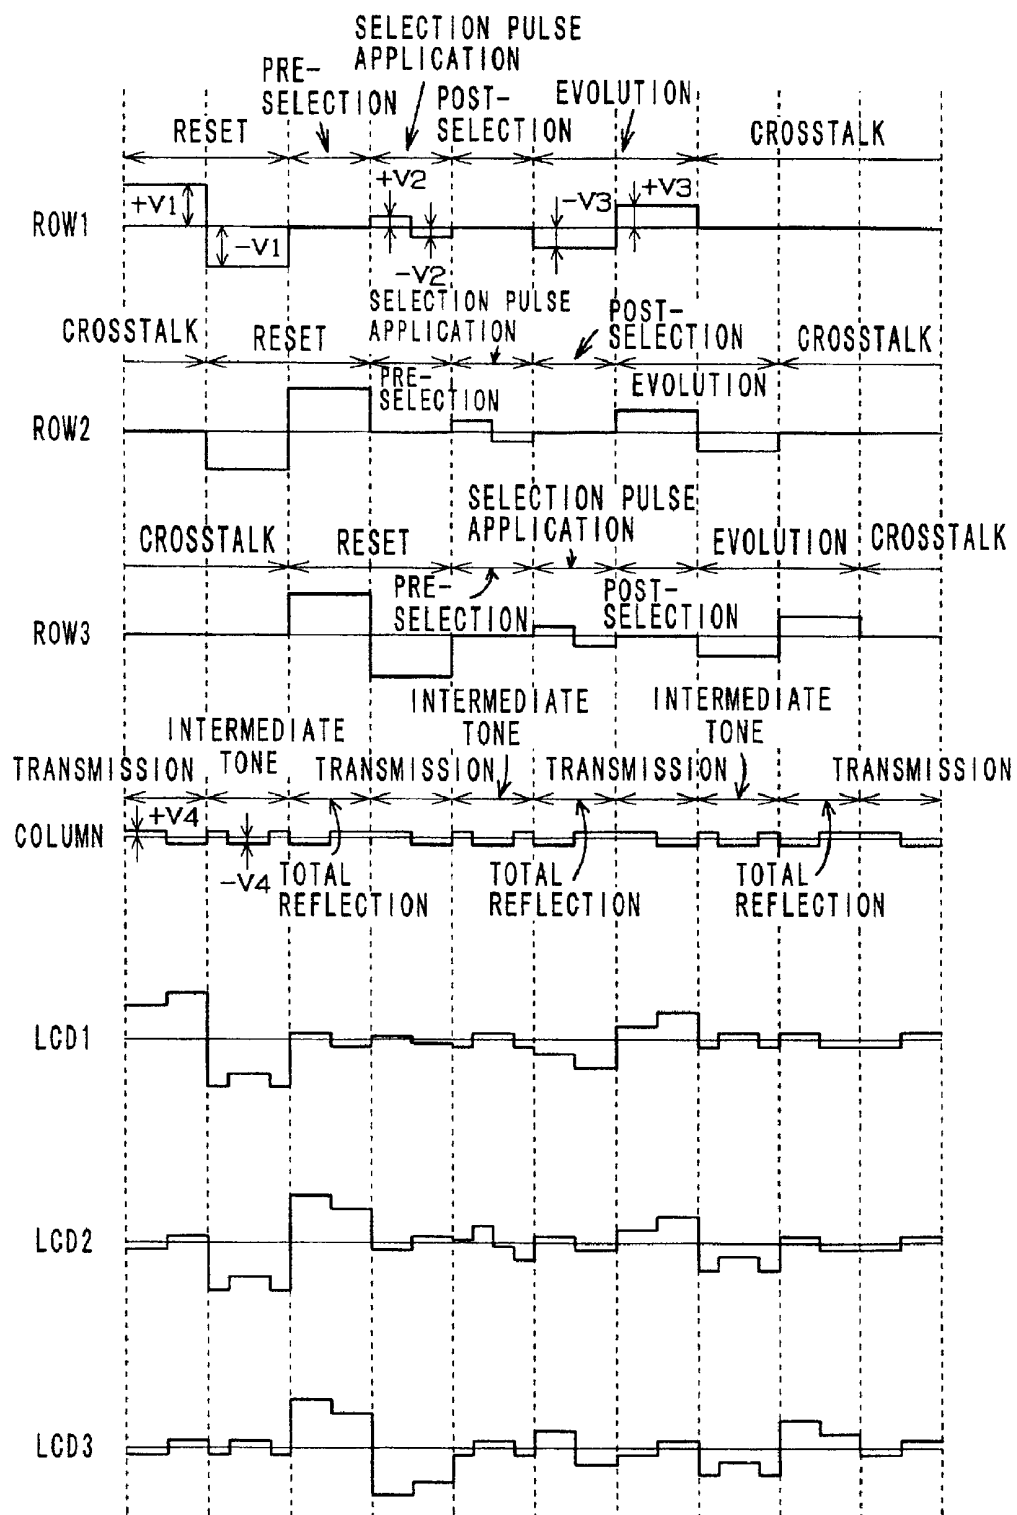 SELECTION PULSE
APPLICATION
PRE-
SELECTION
POST-
SELECTION
EVOLUTION
RESET
CROSSTALK
ROW1
+V1
-V1
+V2
-V2
-V3
+V3
SELECTION PULSE
APPLICATION
POST-
SELECTION
CROSSTALK
RESET
CROSSTALK
PRE-
SELECTION
EVOLUTION
ROW2
SELECTION PULSE
APPLICATION
CROSSTALK
RESET
EVOLUTION
CROSSTALK
PRE-
SELECTION
POST-
SELECTION
ROW3
INTERMEDIATE
TONE
INTERMEDIATE
TONE
INTERMEDIATE
TONE
TRANSMISSION
TRANSMISSION
TRANSMISSION
TRANSMISSION
COLUMN
+V4
-V4
TOTAL
REFLECTION
TOTAL
REFLECTION
TOTAL
REFLECTION
LCD1
LCD2
LCD3